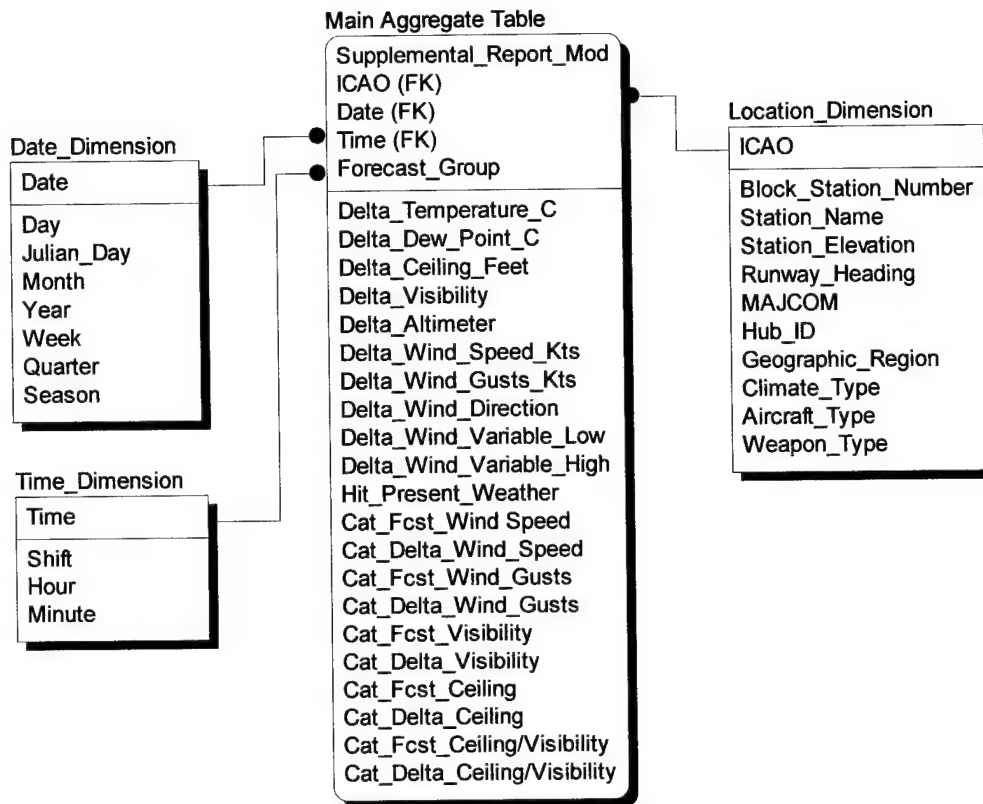 Main Aggregate Table
Supplemental_Report_Mod
ICAO (FK)
Date (FK)
Time (FK)
Forecast_Group
Delta_Temperature_C
Delta_Dew_Point_C
Delta_Ceiling_Feet
Delta_Visibility
Delta_Altimeter
Delta_Wind_Speed_Kts
Delta_Wind_Gusts_Kts
Delta_Wind_Direction
Delta_Wind_Variable_Low
Delta_Wind_Variable_High
Hit_Present_Weather
Cat_Fcst_Wind Speed
Cat_Delta_Wind_Speed
Cat_Fcst_Wind_Gusts
Cat_Delta_Wind_Gusts
Cat_Fcst_Visibility
Cat_Delta_Visibility
Cat_Fcst_Ceiling
Cat_Delta_Ceiling
Cat_Fcst_Ceiling/Visibility
Cat_Delta_Ceiling/Visibility
Date_Dimension
Date
Day
Julian_Day
Month
Year
Week
Quarter
Season
Time_Dimension
Time
Shift
Hour
Minute
Location_Dimension
ICAO
Block_Station_Number
Station_Name
Station_Elevation
Runway_Heading
MAJCOM
Hub_ID
Geographic_Region
Climate_Type
Aircraft_Type
Weapon_Type